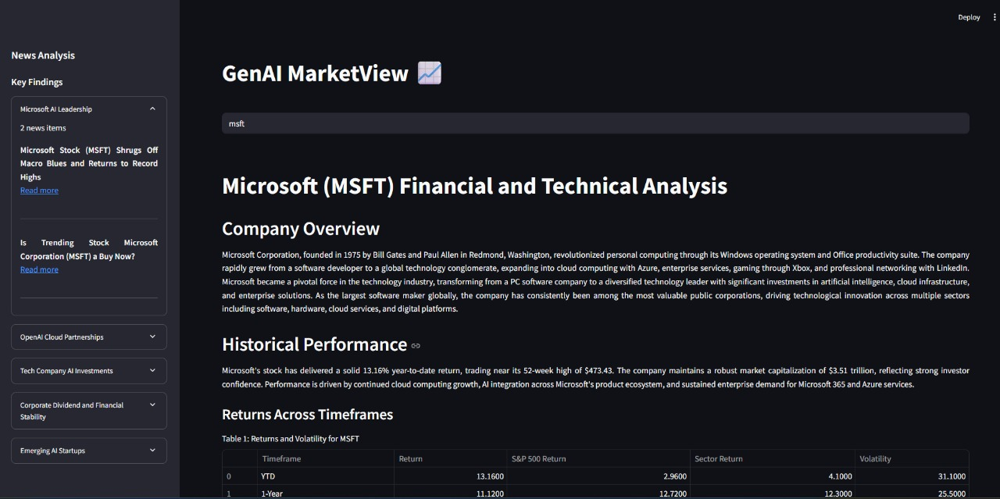 Deploy
News Analysis
Key Findings
Microsoft AI Leadership
2 news items
Microsoft Stock (MSFT) Shrugs Off
Macro Blues and Returns to Record
Highs
Read more
Is Trending Stock Microsoft
Corporation (MSFT) a Buy Now?
Read more
OpenAI Cloud Partnerships
Tech Company AI Investments
Corporate Dividend and Financial
Stability
Emerging AI Startups
GenAI MarketView
msft
Microsoft (MSFT) Financial and Technical Analysis
Company Overview
Microsoft Corporation, founded in 1975 by Bill Gates and Paul Allen in Redmond, Washington, revolutionized personal computing through its Windows operating system and Office productivity suite. The company
rapidly grew from a software developer to a global technology conglomerate, expanding into cloud computing with Azure, enterprise services, gaming through Xbox, and professional networking with LinkedIn.
Microsoft became a pivotal force in the technology industry, transforming from a PC software company to a diversified technology leader with significant investments in artificial intelligence, cloud infrastructure,
and enterprise solutions. As the largest software maker globally, the company has consistently been among the most valuable public corporations, driving technological innovation across multiple sectors
including software, hardware, cloud services, and digital platforms.
Historical Performance
Microsoft's stock has delivered a solid 13.16% year-to-date return, trading near its 52-week high of $473.43. The company maintains a robust market capitalization of $3.51 trillion, reflecting strong investor
confidence. Performance is driven by continued cloud computing growth, AI integration across Microsoft's product ecosystem, and sustained enterprise demand for Microsoft 365 and Azure services.
Returns Across Timeframes
Table 1: Returns and Volatility for MSFT
Timeframe Return S&P 500 Return Sector Return Volatility
0 YTD 13.1600 2.9600 4.1000 31.1000
1 1-Year 11.1200 12.7200 12.3000 25.5000